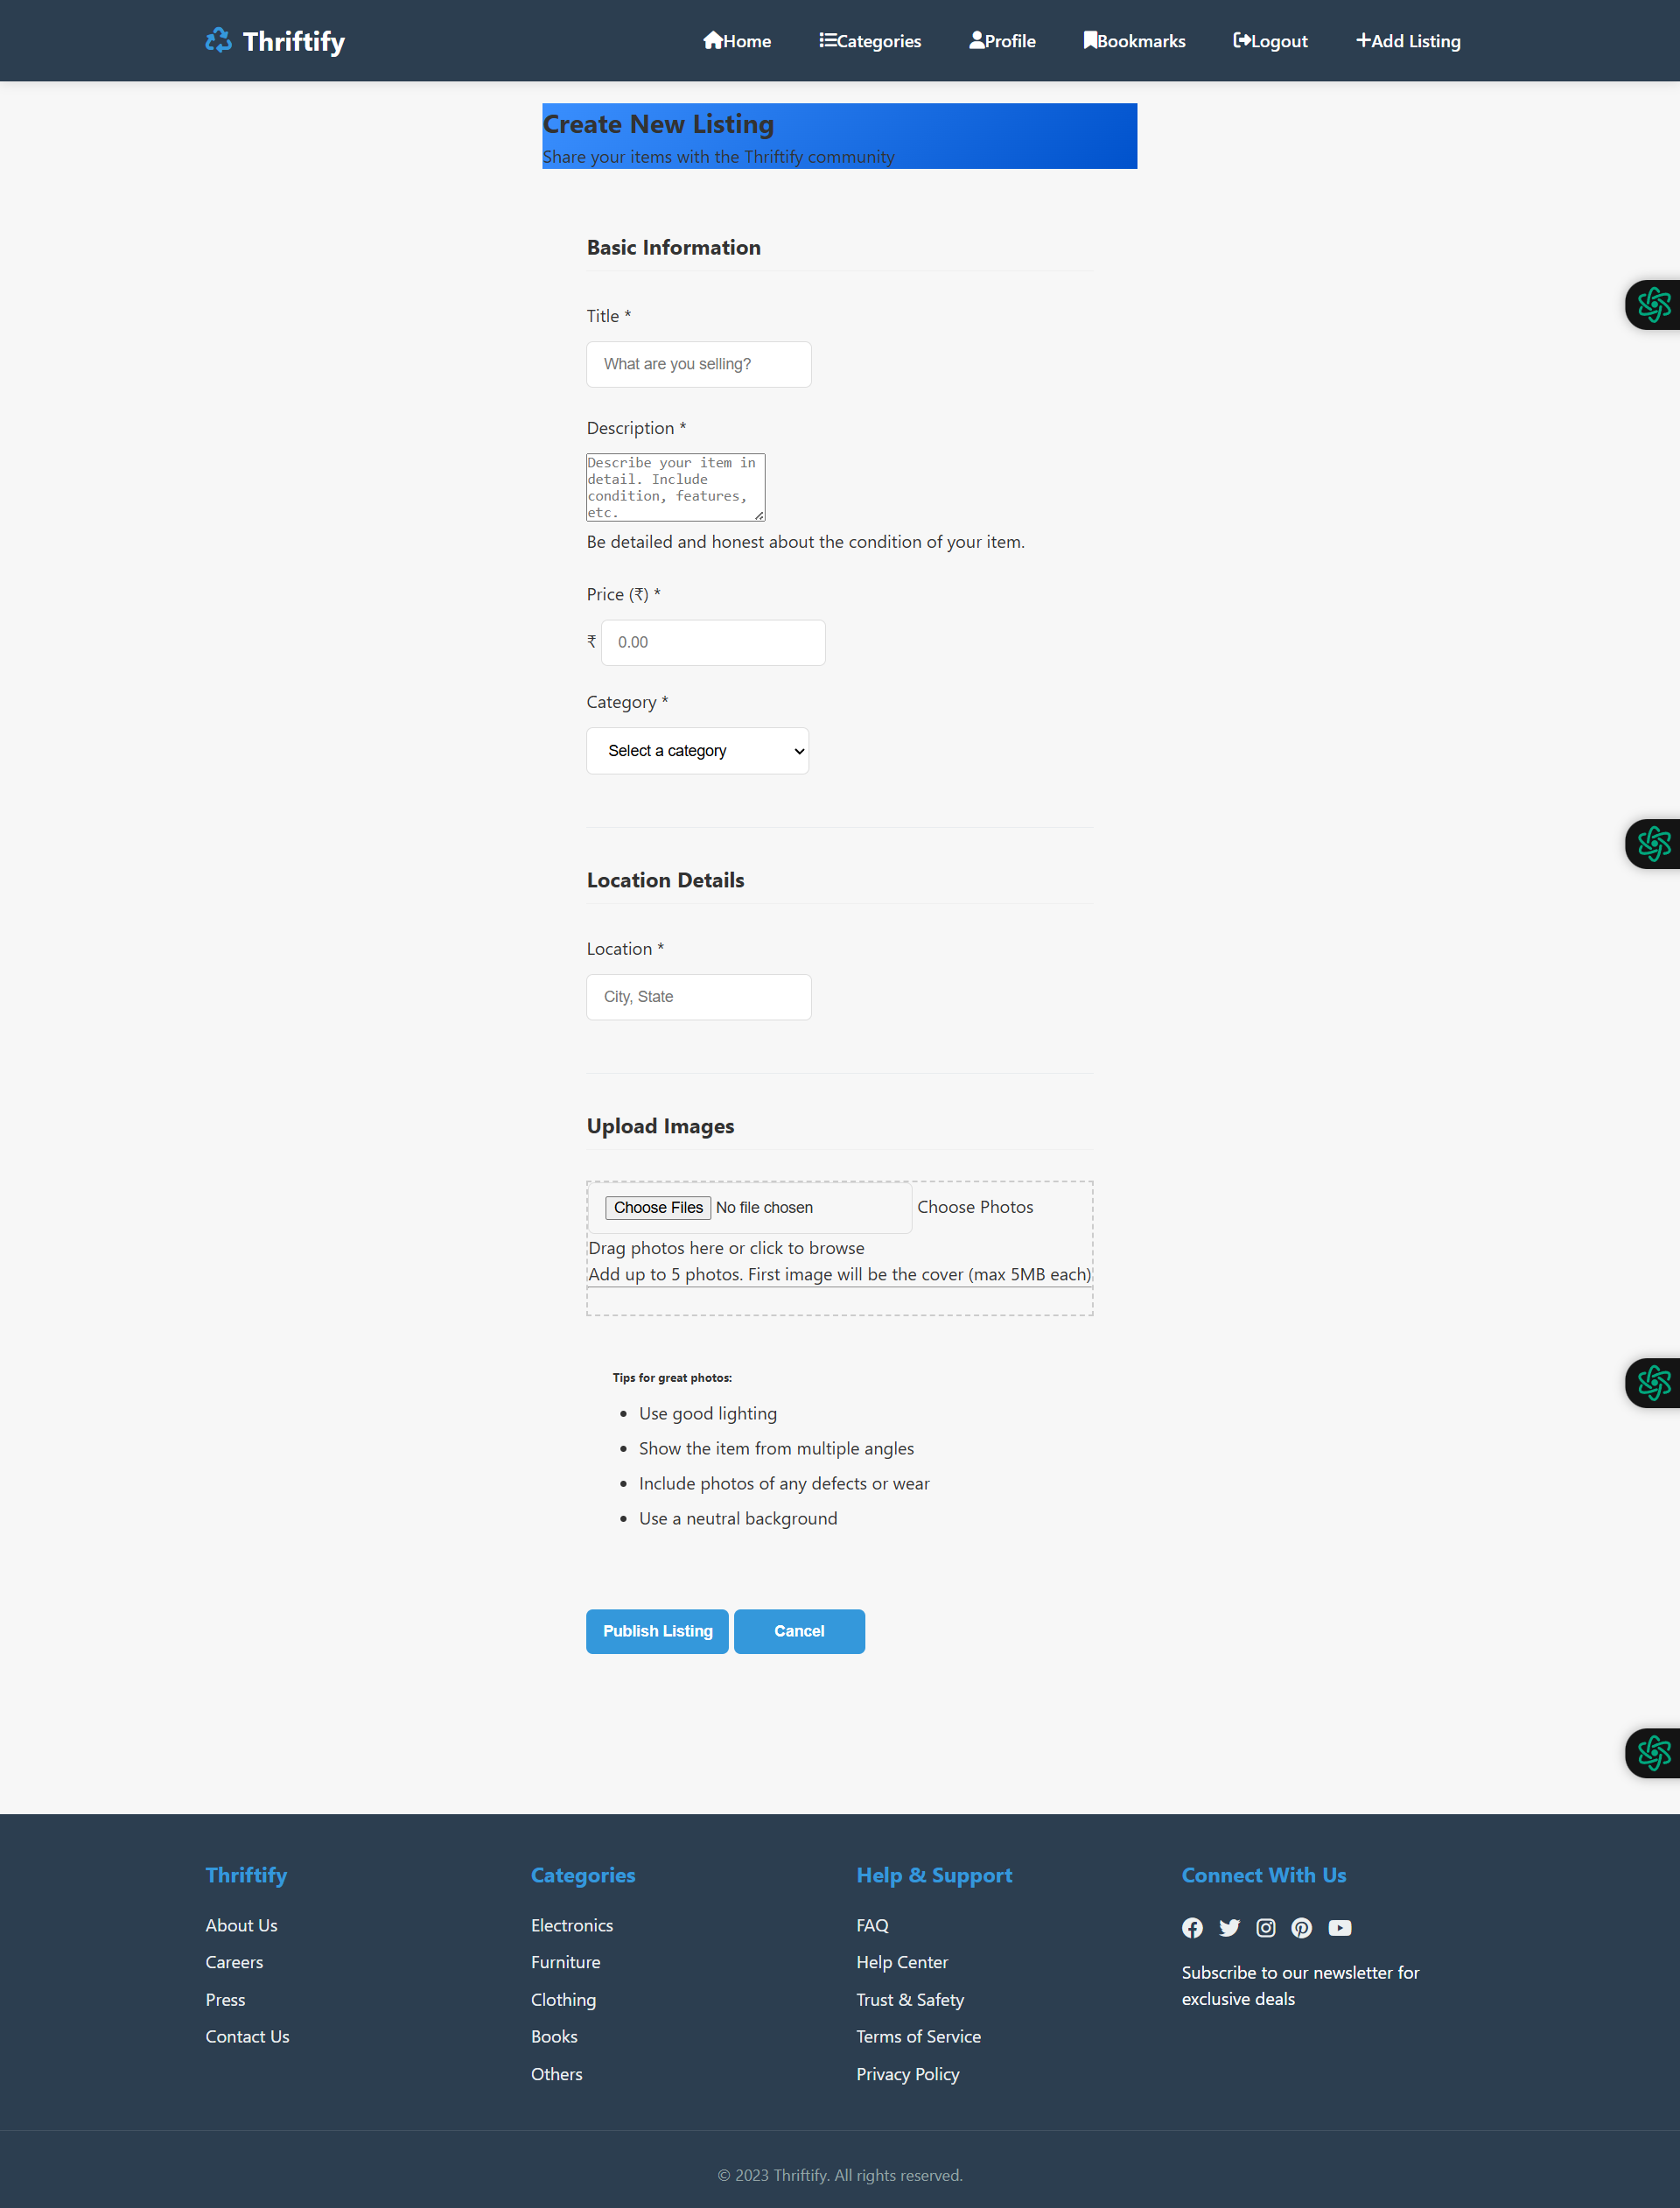 Thriftify
Home Categories Profile Bookmarks Logout Add Listing
Create New Listing
Share your items with the Thriftify community
Basic Information
Title *
What are you selling?
Description *
Describe your item in
detail. Include
condition, features,
etc.
Be detailed and honest about the condition of your item.
Price (₹) *
₹ 0.00
Category *
Select a category
Location Details
Location *
City, State
Upload Images
Choose Files No file chosen Choose Photos
Drag photos here or click to browse
Add up to 5 photos. First image will be the cover (max 5MB each)
Tips for great photos:
• Use good lighting
• Show the item from multiple angles
• Include photos of any defects or wear
• Use a neutral background
Publish Listing Cancel
Thriftify
About Us
Careers
Press
Contact Us
Categories
Electronics
Furniture
Clothing
Books
Others
Help & Support
FAQ
Help Center
Trust & Safety
Terms of Service
Privacy Policy
Connect With Us
Subscribe to our newsletter for
exclusive deals
© 2023 Thriftify. All rights reserved.